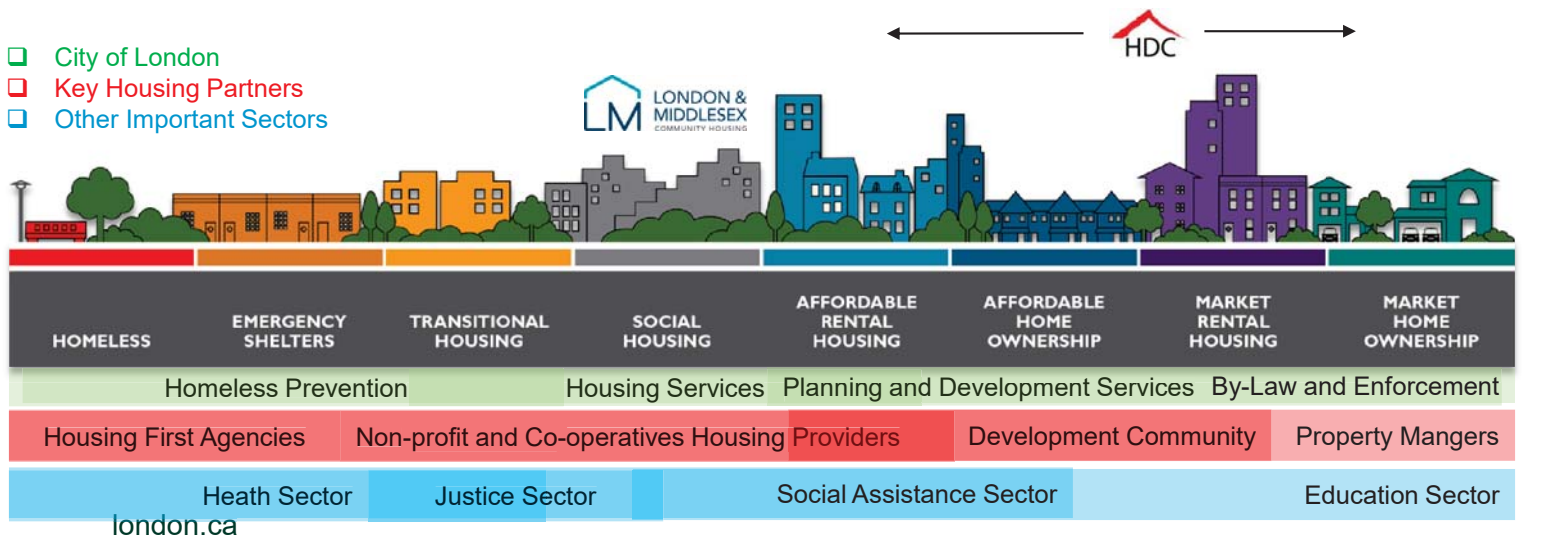 City of London
Key Housing Partners
Other Important Sectors
HDC
LM
LONDON &
MIDDLESEX
COMMUNITY HOUSING
HOMELESS
EMERGENCY
SHELTERS
TRANSITIONAL
HOUSING
SOCIAL
HOUSING
AFFORDABLE
RENTAL
HOUSING
AFFORDABLE
HOME
OWNERSHIP
MARKET
RENTAL
HOUSING
MARKET
HOME
OWNERSHIP
Homeless Prevention
Housing Services
Planning and Development Services
By-Law and Enforcement
Housing First Agencies
Non-profit and Co-operatives Housing Providers
Development Community
Property Mangers
Heath Sector
Justice Sector
Social Assistance Sector
Education Sector
london.ca